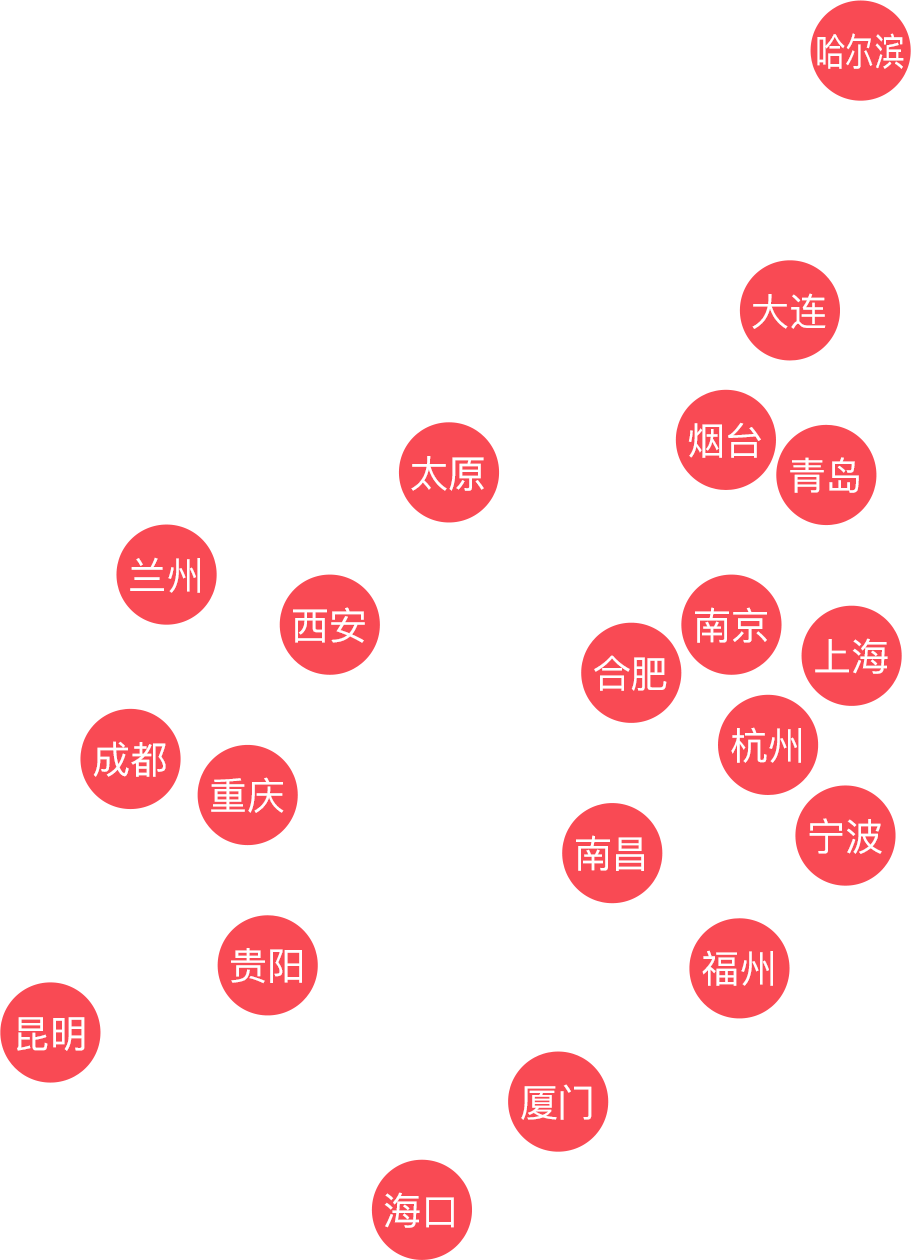 哈尔滨
大连
烟台
太原
青岛
兰州
西安
南京
上海
合肥
杭州
成都
重庆
宁波
南昌
贵阳
福州
昆明
厦门
海口